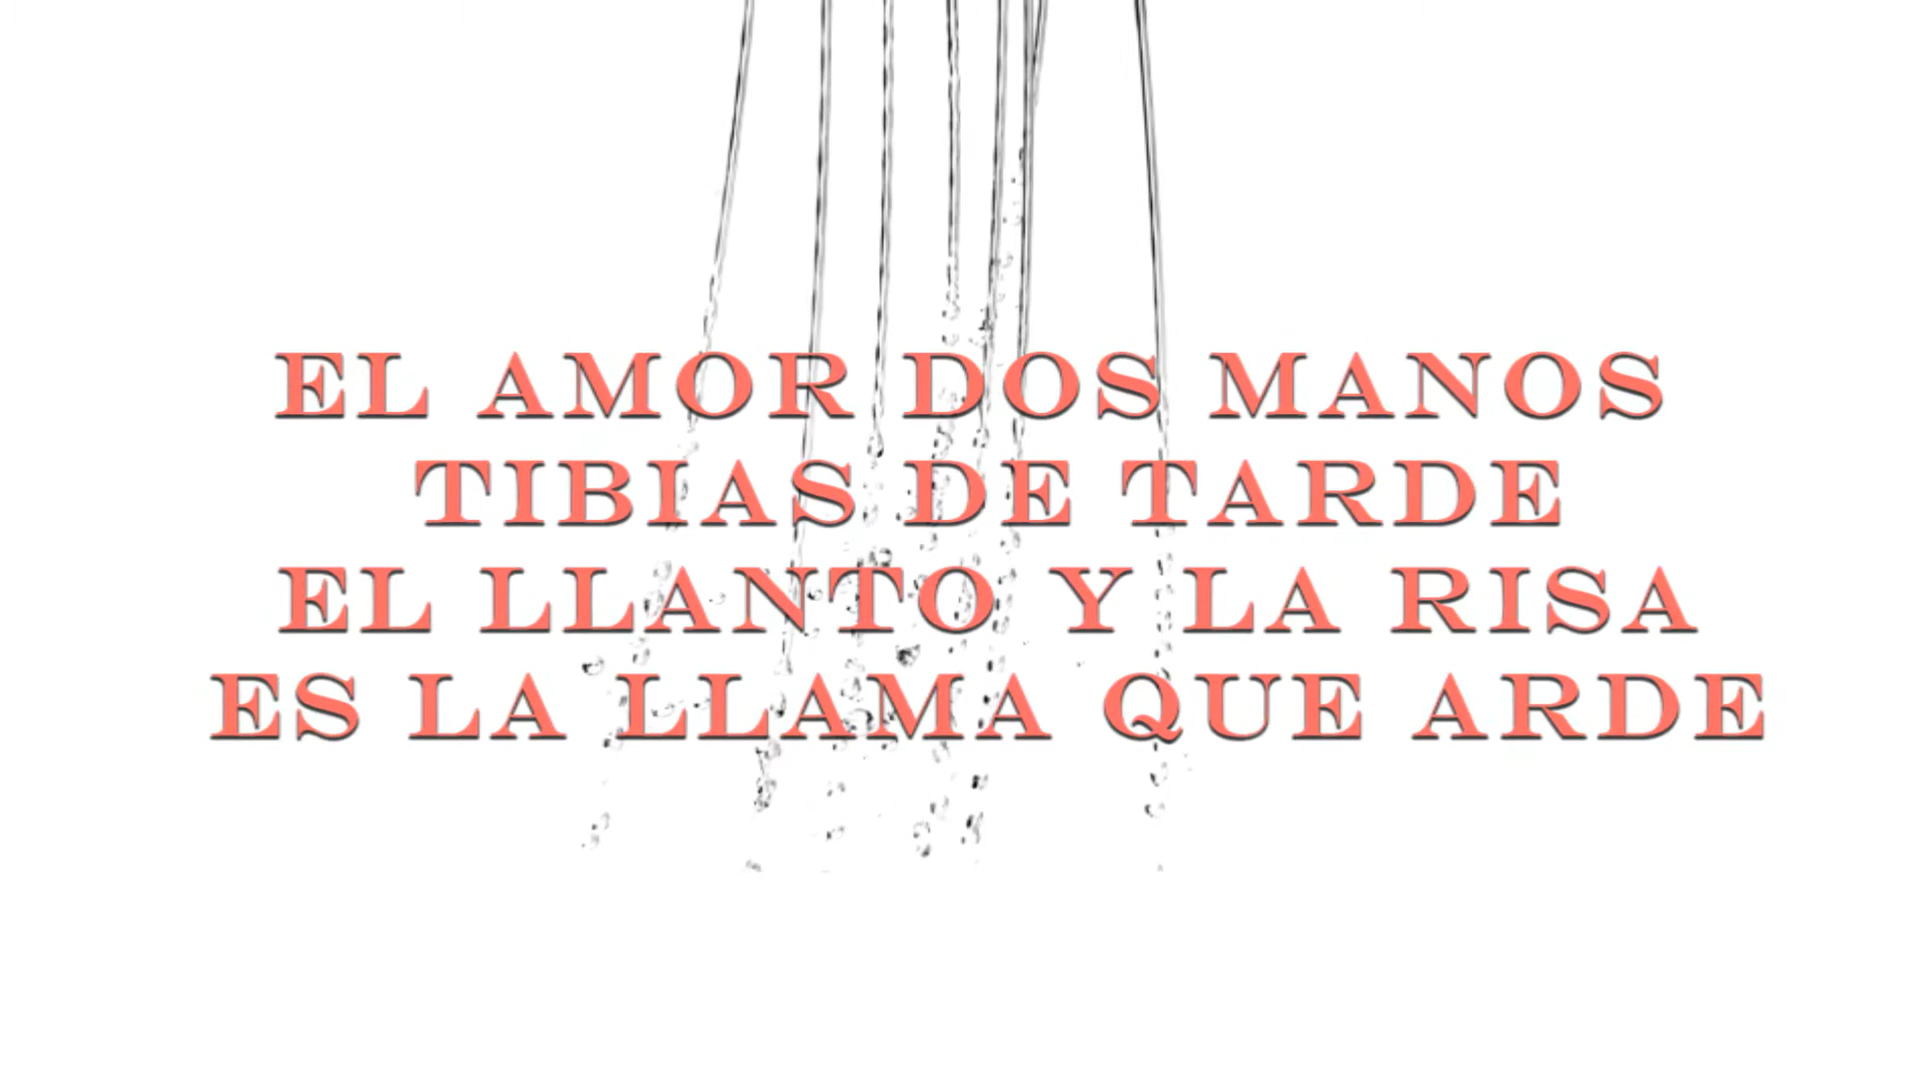 EL AMOR DOS MANOS
TIBIAS DE TARDE
EL LLANTO Y LA RISA
ES LA LLAMA QUE ARDE